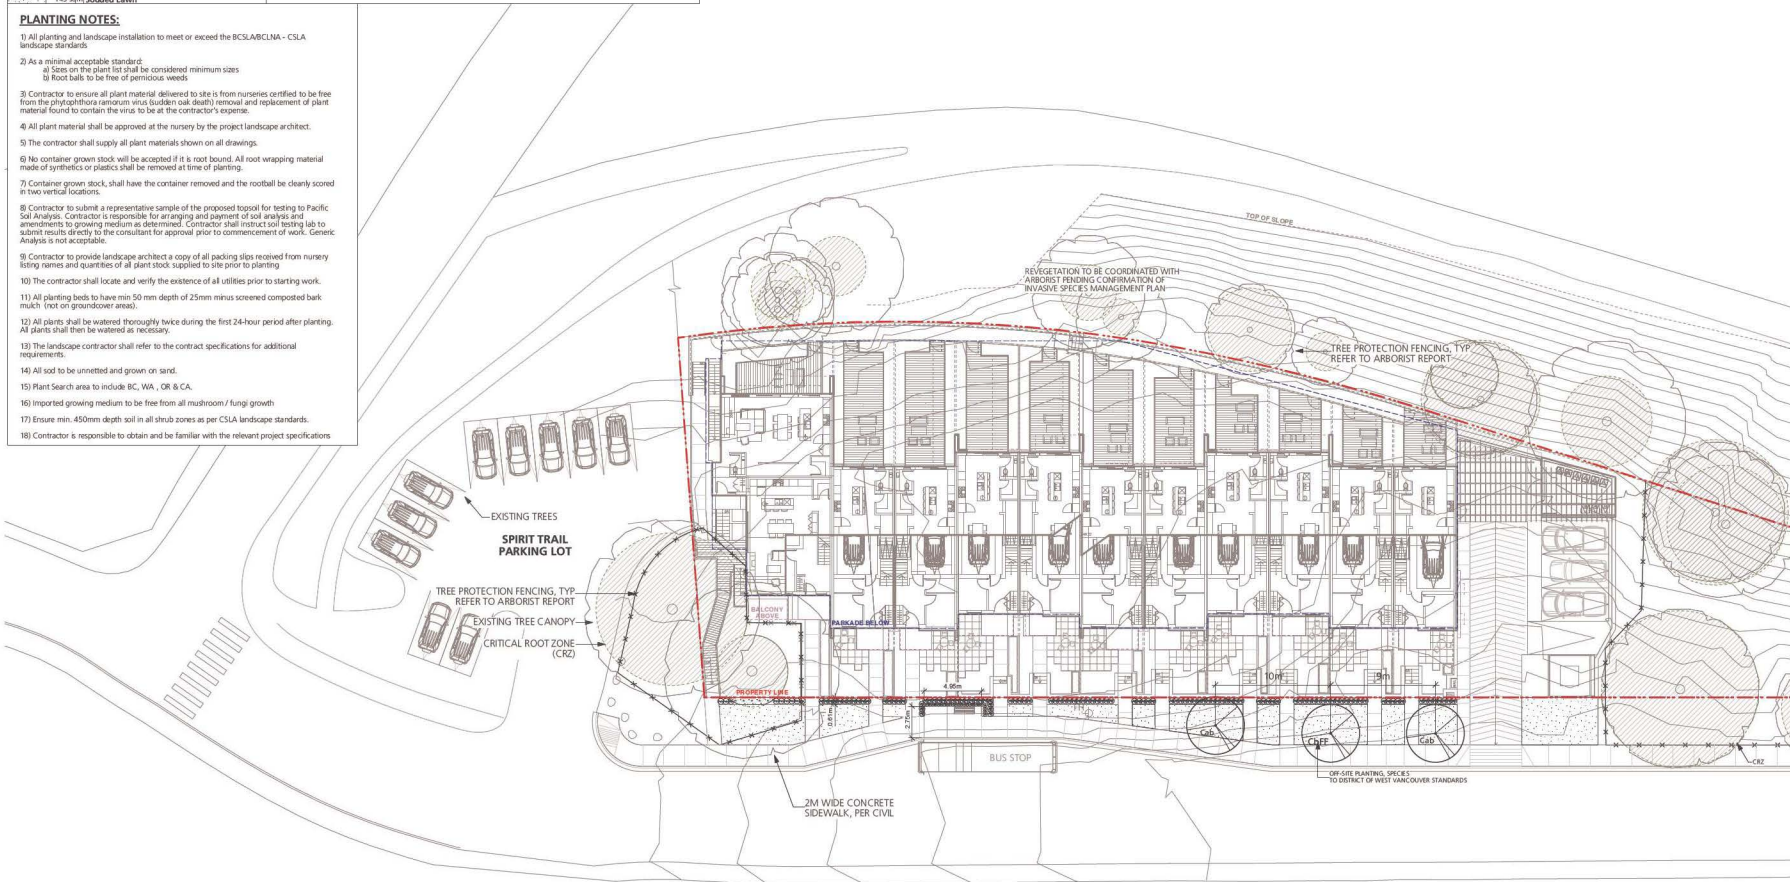 Sodded Lawn
PLANTING NOTES:
1) All planting and landscape installation to meet or exceed the BCSLA/BCLNA - CSLA
landscape standards
2) As a minimal acceptable standard:
a) Sizes on the plant list shall be considered minimum sizes
b) Root balls to be free of pernicious weeds
3) Contractor to ensure all plant material delivered to site is from nurseries certified to be free
from the phytophthora ramorum virus (sudden oak death) removal and replacement of plant
material found to contain the virus to be at the contractor's expense.
4) All plant material shall be approved at the nursery by the project landscape architect.
5) The contractor shall supply all plant materials shown on all drawings.
6) No container grown stock will be accepted if it is root bound. All root wrapping material
made of synthetics or plastics shall be removed at time of planting.
7) Container grown stock, shall have the container removed and the rootball be cleanly scored
in two vertical locations.
8) Contractor to submit a representative sample of the proposed topsoil for testing to Pacific
Soil Analysis. Contractor is responsible for arranging and payment of soil analysis and
amendments to growing medium as determined. Contractor shall instruct soil testing lab to
submit results directly to the consultant for approval prior to commencement of work. Generic
Analysis is not acceptable.
9) Contractor to provide landscape architect a copy of all packing slips received from nursery
listing names and quantities of all plant stock supplied to site prior to planting
10) The contractor shall locate and verify the existence of all utilities prior to starting work.
11) All planting beds to have min 50 mm depth of 25mm minus screened composted bark
mulch (not on groundcover areas).
12) All plants shall be watered thoroughly twice during the first 24-hour period after planting.
All plants shall then be watered as necessary.
13) The landscape contractor shall refer to the contract specifications for additional
requirements.
14) All sod to be unnetted and grown on sand.
15) Plant Search area to include BC, WA , OR & CA.
16) Imported growing medium to be free from all mushroom / fungi growth
17) Ensure min. 450mm depth soil in all shrub zones as per CSLA landscape standards.
18) Contractor is responsible to obtain and be familiar with the relevant project specifications
TOP OF SLOPE
REVEGETATION TO BE COORDINATED WITH
ARBORIST PENDING CONFIRMATION OF
INVASIVE SPECIES MANAGEMENT PLAN
TREE PROTECTION FENCING, TYP
REFER TO ARBORIST REPORT
EXISTING TREES
SPIRIT TRAIL
PARKING LOT
TREE PROTECTION FENCING, TYP
REFER TO ARBORIST REPORT
EXISTING TREE CANOPY
CRITICAL ROOT ZONE
(CRZ)
BALCONY
ABOVE
PARKADE BELOW
PROPERTY LINE
4.95m
0.61m
2.75m
10m
9m
Cab
ChFF
Cab
BUS STOP
CRZ
OFF-SITE PLANTING, SPECIES
TO DISTRICT OF WEST VANCOUVER STANDARDS
2M WIDE CONCRETE
SIDEWALK, PER CIVIL